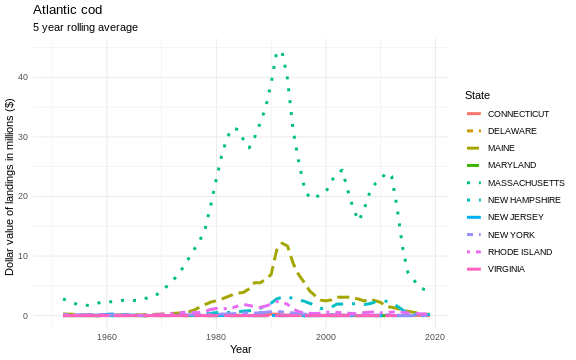 Atlantic cod
5 year rolling average
Dollar value of landings in millions ($)
40
30
20
10
0
1960
1980
2000
2020
Year
State
CONNECTICUT
DELAWARE
MAINE
MARYLAND
MASSACHUSETTS
NEW HAMPSHIRE
NEW JERSEY
NEW YORK
RHODE ISLAND
VIRGINIA